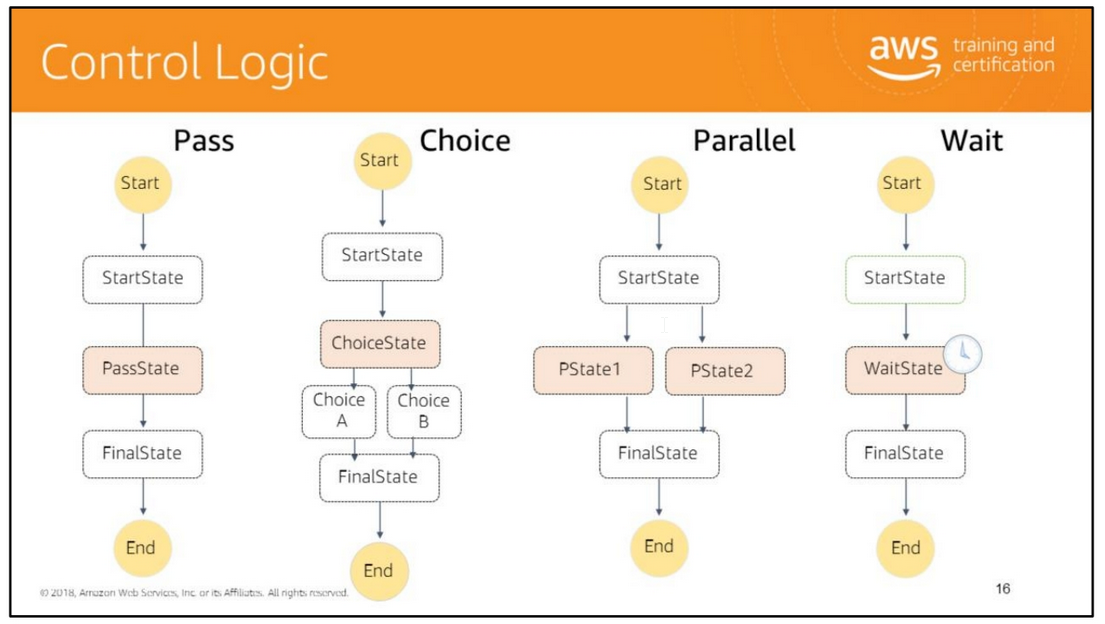 Control Logic
aws training and
certification
Pass
Start
StartState
PassState
FinalState
End
Choice
Start
StartState
ChoiceState
Choice
A
Choice
B
FinalState
End
Parallel
Start
StartState
PState1
PState2
FinalState
End
Wait
Start
StartState
WaitState
FinalState
End
© 2018, Amazon Web Services, Inc. or its Affiliates. All rights reserved.
16